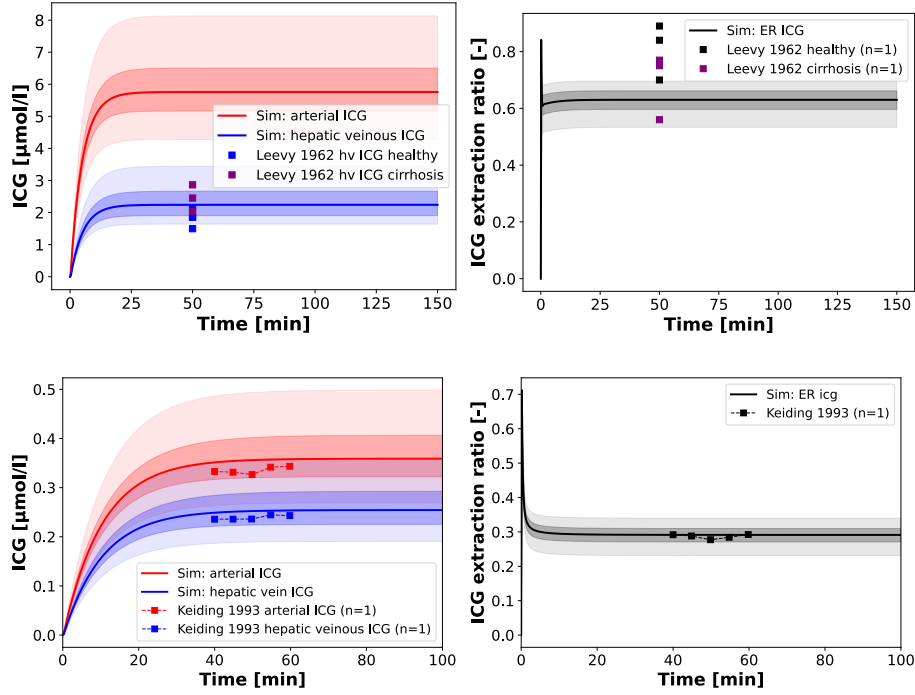 8
7
6
5
4
3
2
1
0
ICG [μmol/l]
Sim: arterial ICG
Sim: hepatic veinous ICG
Leevy 1962 hv ICG healthy
Leevy 1962 hv ICG cirrhosis
0 25 50 75 100 125 150
Time [min]
0.8
0.6
0.4
0.2
0.0
ICG extraction ratio [-]
Sim: ER ICG
Leevy 1962 healthy (n=1)
Leevy 1962 cirrhosis (n=1)
0 25 50 75 100 125 150
Time [min]
0.5
0.4
0.3
0.2
0.1
0.0
ICG [μmol/l]
Sim: arterial ICG
Sim: hepatic vein ICG
Keiding 1993 arterial ICG (n=1)
Keiding 1993 hepatic veinous ICG (n=1)
0 20 40 60 80 100
Time [min]
0.7
0.6
0.5
0.4
0.3
0.2
0.1
0.0
ICG extraction ratio [-]
Sim: ER icg
Keiding 1993 (n=1)
0 20 40 60 80 100
Time [min]